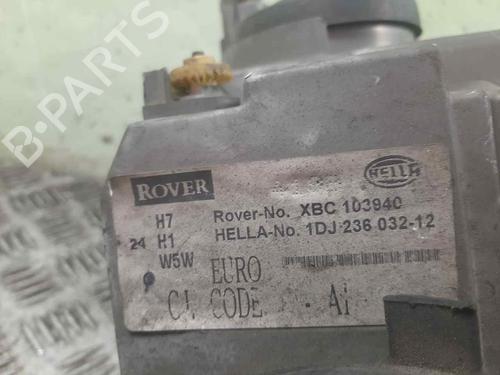 B-PARTS
ROVER
HELLA
H7
24 H1
W5W
Rover-No. XBC 103940
HELLA-No. 1DJ 236 032-12
EURO
CODE